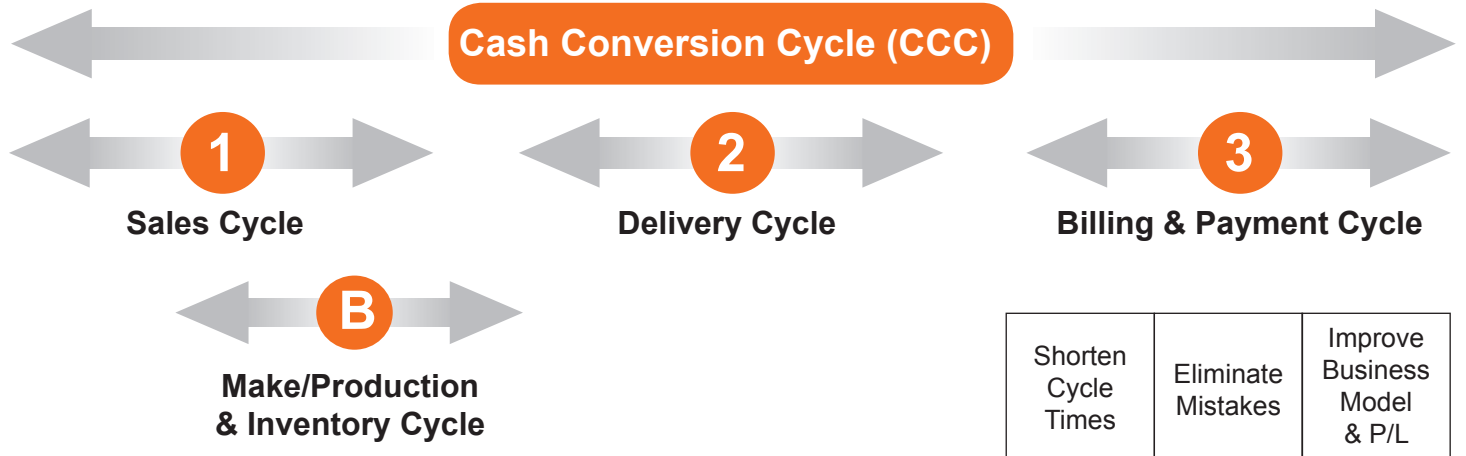 Cash Conversion Cycle (CCC)
1
2
3
Sales Cycle
Delivery Cycle
Billing & Payment Cycle
B
Make/Production
& Inventory Cycle
Shorten
Cycle
Times
Eliminate
Mistakes
Improve
Business
Model
& P/L